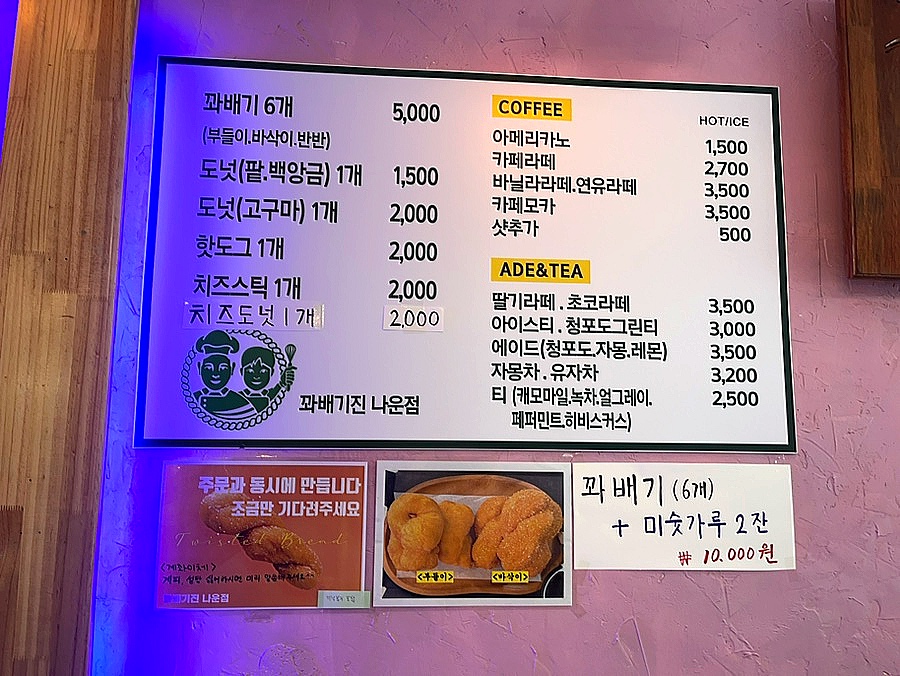 꽈배기 6개 5,000
(부들이.바삭이.반반)
도넛(팥.백앙금) 1개 1,500
도넛(고구마) 1개 2,000
핫도그 1개 2,000
치즈스틱 1개 2,000
치즈도넛 1개 2,000
꽈배기진 나운점
COFFEE
HOT/ICE
아메리카노 1,500
카페라떼 2,700
바닐라라떼.연유라떼 3,500
카페모카 3,500
샷추가 500
ADE&TEA
딸기라떼 . 초코라떼 3,500
아이스티 . 청포도그린티 3,000
에이드(청포도.자몽.레몬) 3,500
자몽차 . 유자차 3,200
티 (캐모마일.녹차.얼그레이. 2,500
페퍼민트.히비스커스)
주문과 동시에 만듭니다
조금만 기다려주세요
Twisted Bread
꽈배기진 나운점
<부들이> <바삭이>
꽈배기 (6개)
+ 미숫가루 2잔
₩ 10.000원